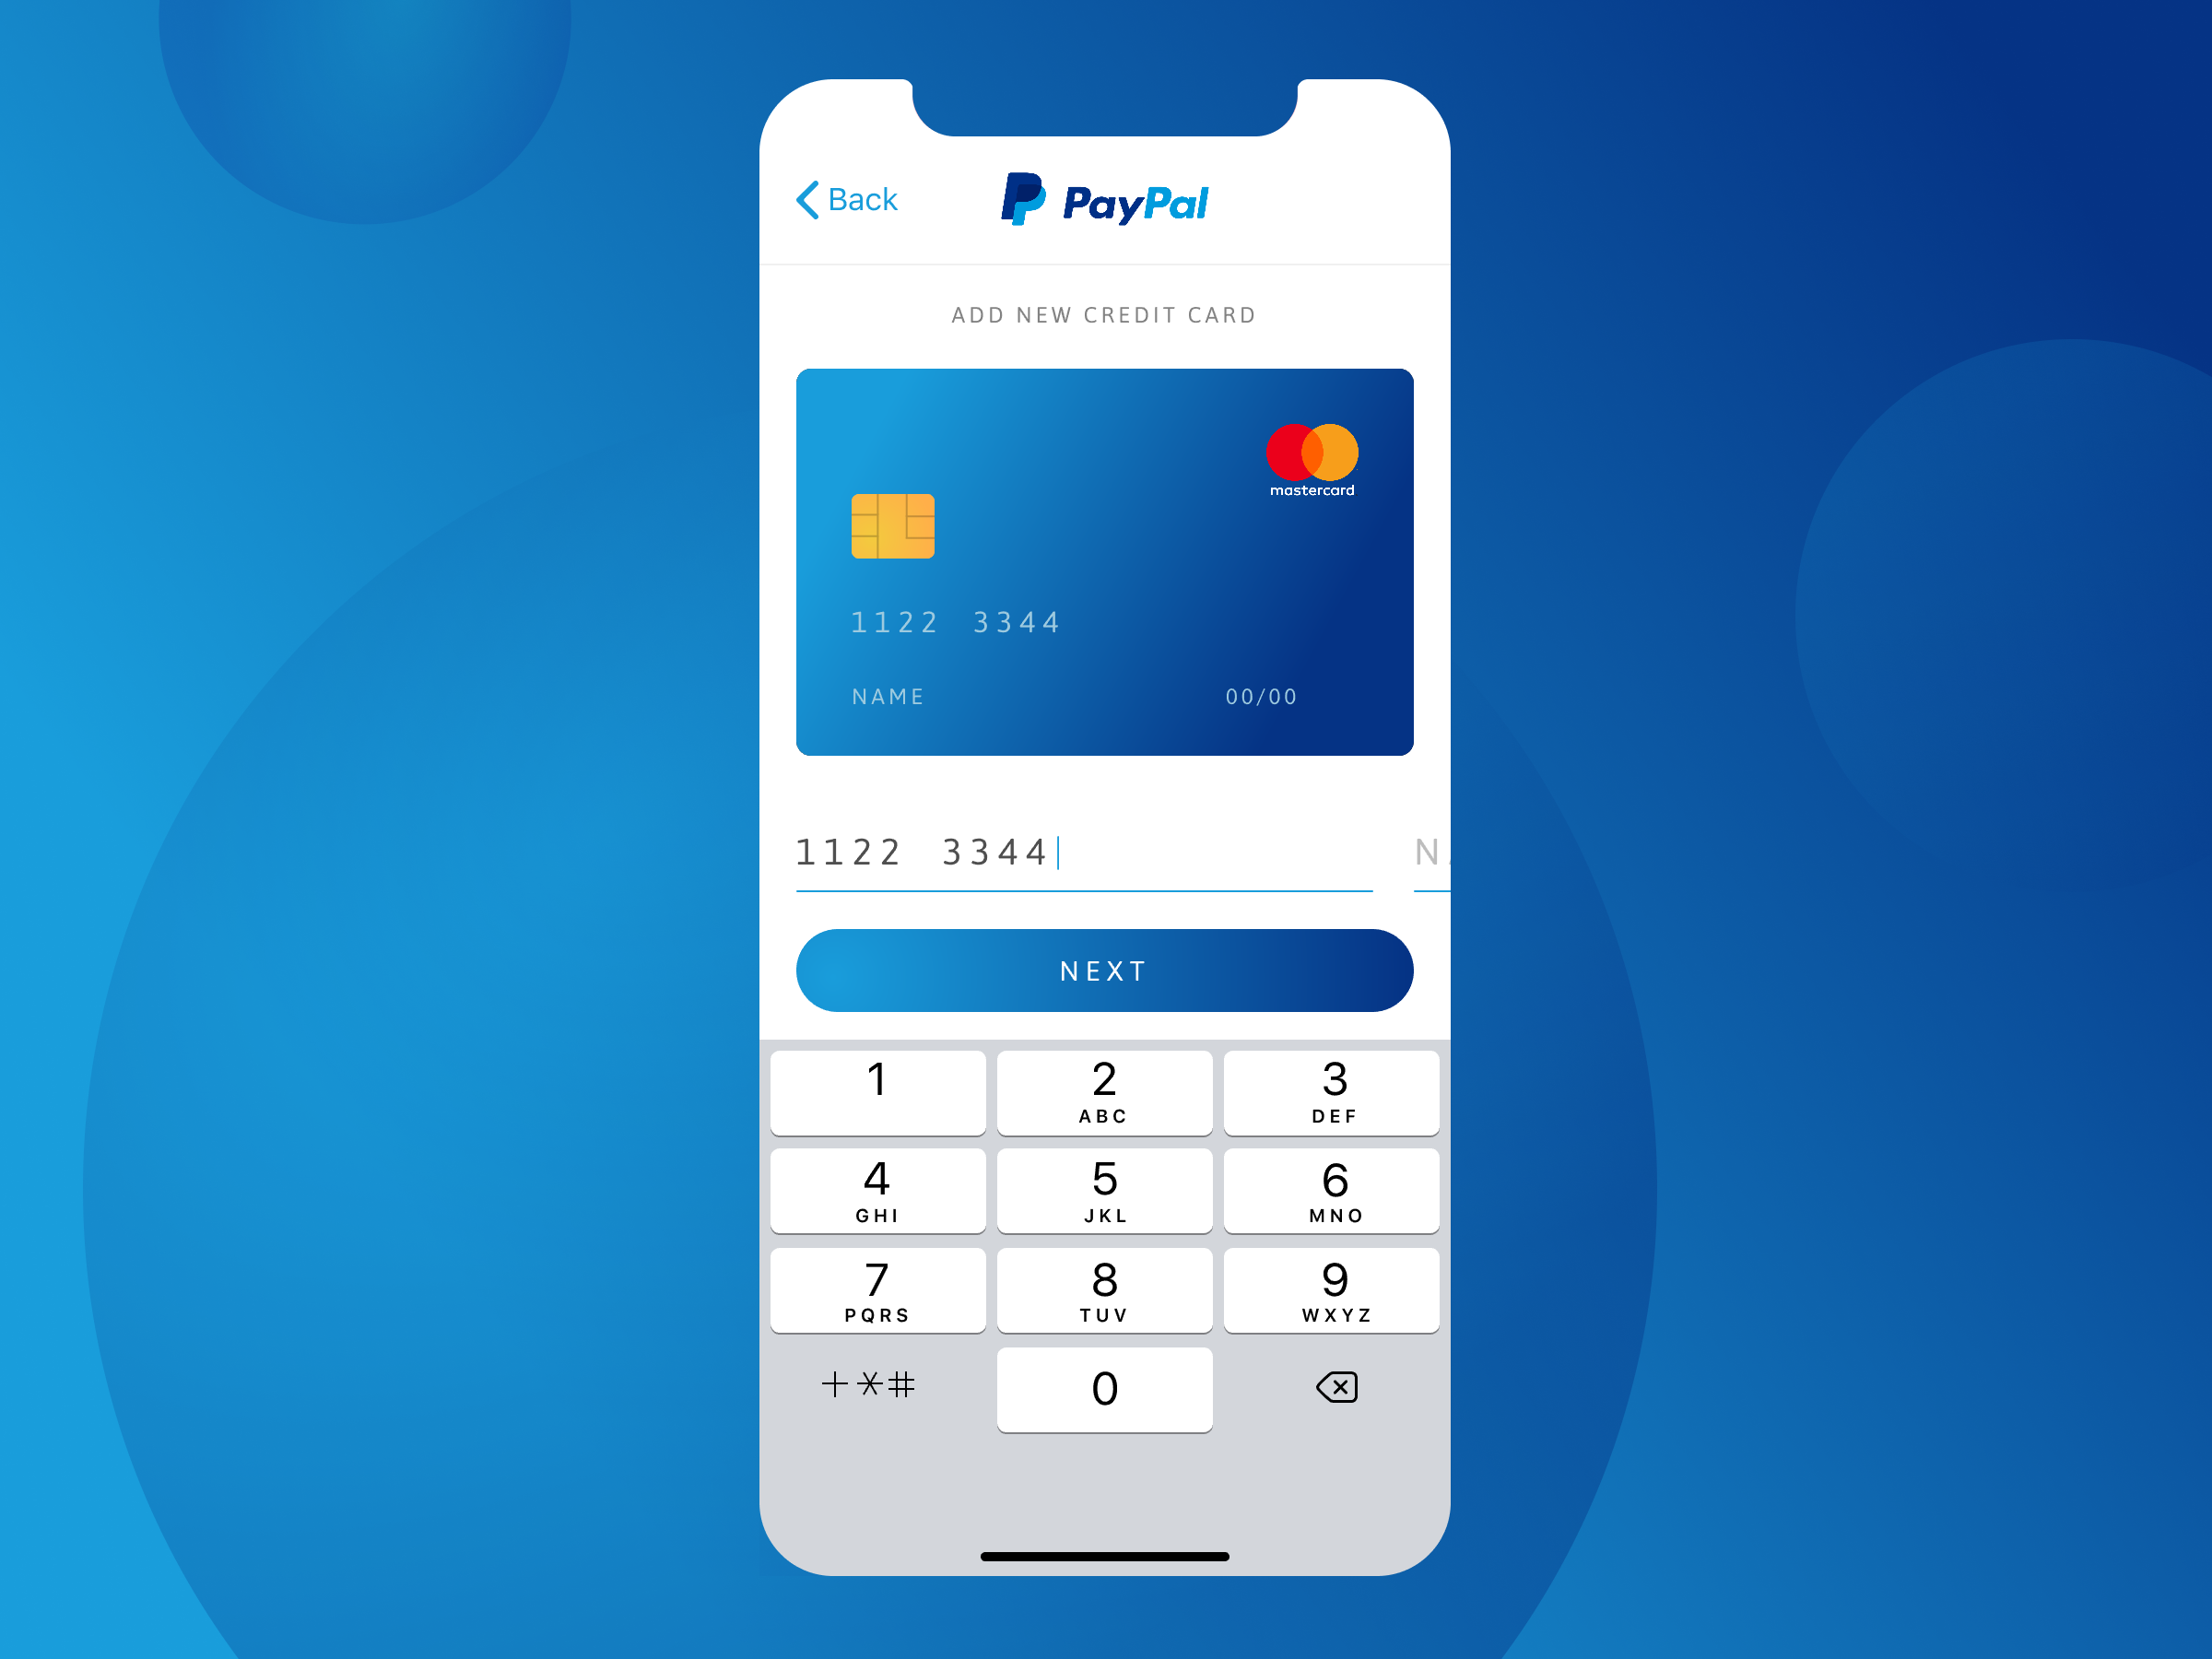 Back
PayPal
ADD NEW CREDIT CARD
mastercard
1122 3344
NAME 00/00
1122 3344
NEXT
1 2 3
ABC DEF
4 5 6
GHI JKL MNO
7 8 9
PQRS TUV WXYZ
+*# 0